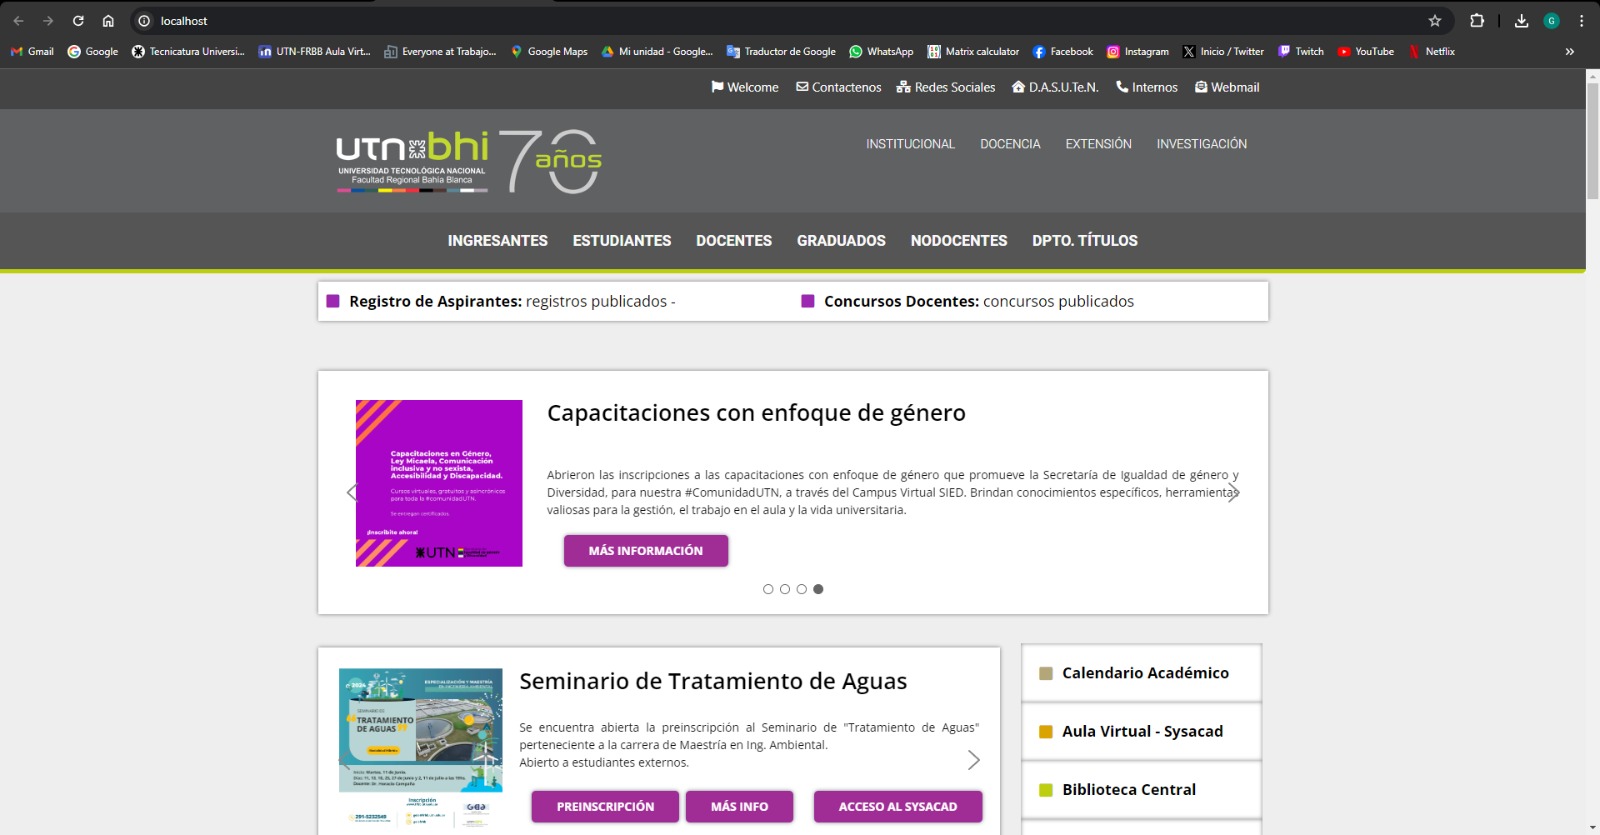 localhost
Gmail
Google
Tecnicatura Universi...
UTN-FRBB Aula Virt...
Everyone at Trabajo...
Google Maps
Mi unidad - Google...
Traductor de Google
WhatsApp
Matrix calculator
Facebook
Instagram
Inicio / Twitter
Twitch
YouTube
Netflix
Welcome
Contactenos
Redes Sociales
D.A.S.U.Te.N.
Internos
Webmail
utn bhi
UNIVERSIDAD TECNOLÓGICA NACIONAL
Facultad Regional Bahía Blanca
70 años
INSTITUCIONAL
DOCENCIA
EXTENSIÓN
INVESTIGACIÓN
INGRESANTES
ESTUDIANTES
DOCENTES
GRADUADOS
NODOCENTES
DPTO. TÍTULOS
Registro de Aspirantes: registros publicados -
Concursos Docentes: concursos publicados
Capacitaciones en Género,
Ley Micaela, Comunicación
inclusiva y no sexista,
Accesibilidad y Discapacidad.
Cursos virtuales, gratuitos y asincrónicos
para toda la #comunidadUTN.
Se entregan certificados.
¡Inscribite ahora!
UTN
Capacitaciones con enfoque de género
Abrieron las inscripciones a las capacitaciones con enfoque de género que promueve la Secretaría de Igualdad de género y
Diversidad, para nuestra #ComunidadUTN, a través del Campus Virtual SIED. Brindan conocimientos específicos, herramientas
valiosas para la gestión, el trabajo en el aula y la vida universitaria.
MÁS INFORMACIÓN
2024
ESPECIALIZACIÓN Y MAESTRÍA
EN INGENIERÍA AMBIENTAL
SEMINARIO DE
TRATAMIENTO
DE AGUAS
Inscripción
291-5232549
Seminario de Tratamiento de Aguas
Se encuentra abierta la preinscripción al Seminario de "Tratamiento de Aguas"
perteneciente a la carrera de Maestría en Ing. Ambiental.
Abierto a estudiantes externos.
PREINSCRIPCIÓN
MÁS INFO
ACCESO AL SYSACAD
Calendario Académico
Aula Virtual - Sysacad
Biblioteca Central